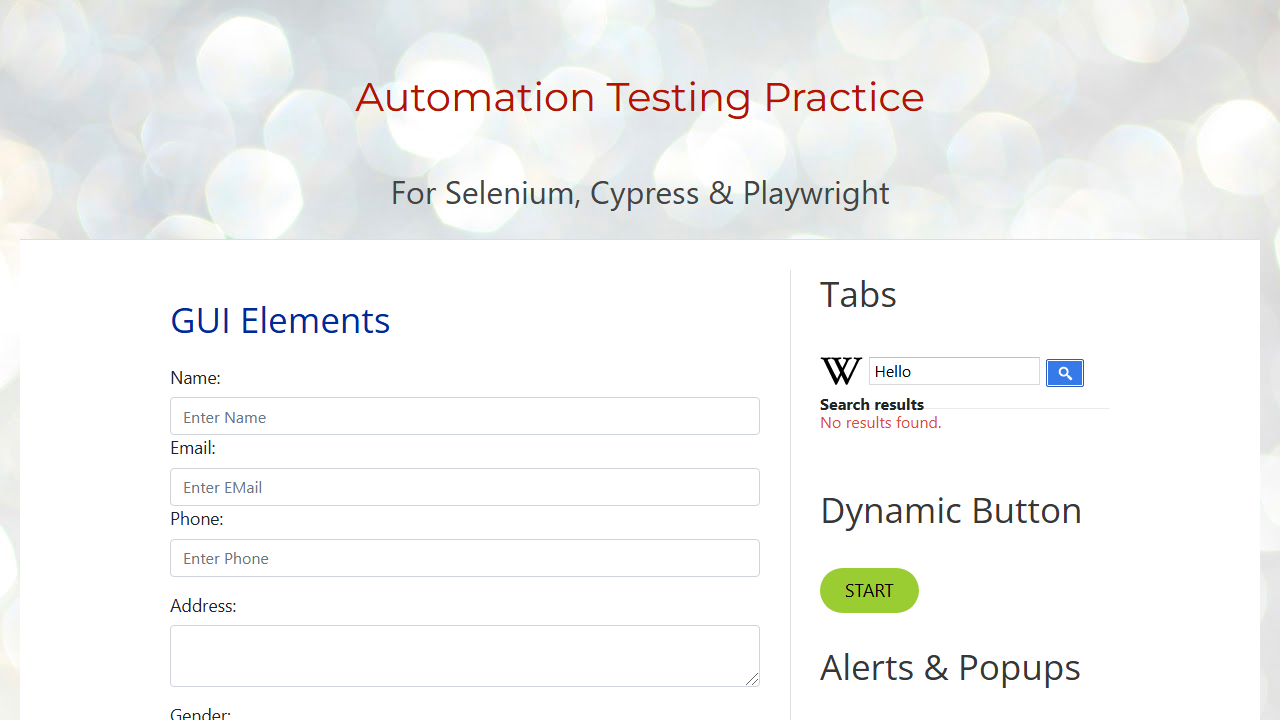 Automation Testing Practice
For Selenium, Cypress & Playwright
GUI Elements
Name:
Enter Name
Email:
Enter EMail
Phone:
Enter Phone
Address:
Gender:
Tabs
W Hello
Search results
No results found.
Dynamic Button
START
Alerts & Popups